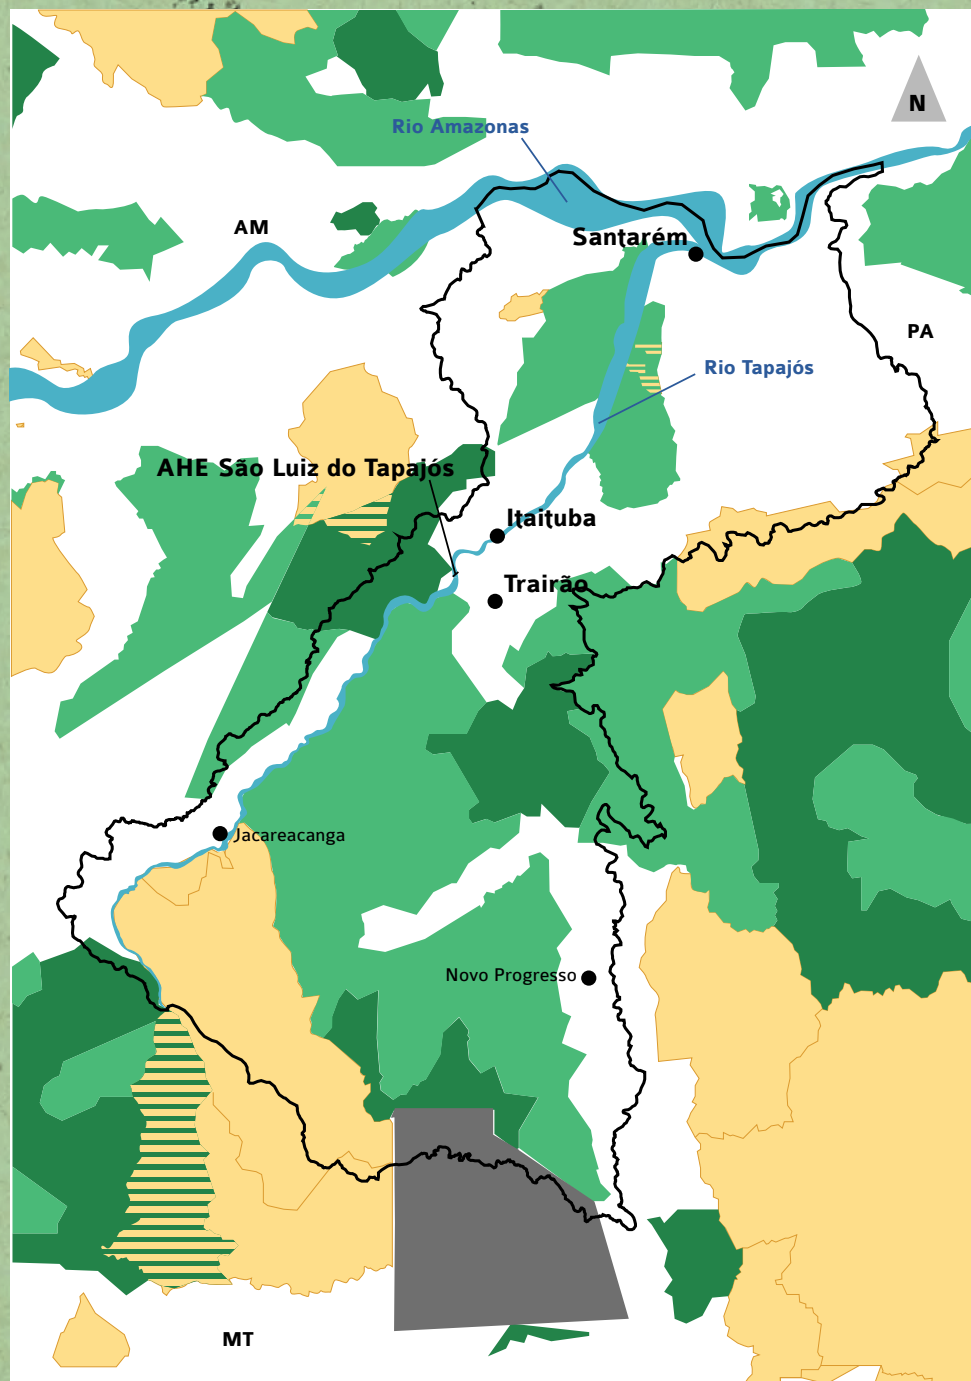 N
Rio Amazonas
AM
Santarém
PA
Rio Tapajós
AHE São Luiz do Tapajós
Itaituba
Trairão
Jacareacanga
Novo Progresso
MT